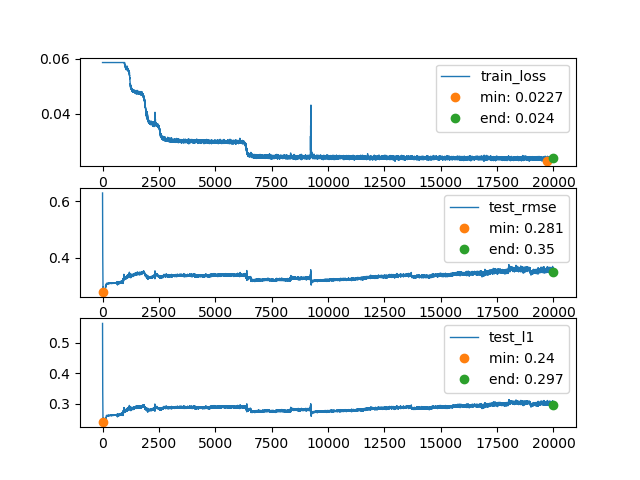 0.06
0.04
train_loss
min: 0.0227
end: 0.024
0 2500 5000 7500 10000 12500 15000 17500 20000
0.6
0.4
test_rmse
min: 0.281
end: 0.35
0 2500 5000 7500 10000 12500 15000 17500 20000
0.5
0.4
0.3
test_l1
min: 0.24
end: 0.297
0 2500 5000 7500 10000 12500 15000 17500 20000